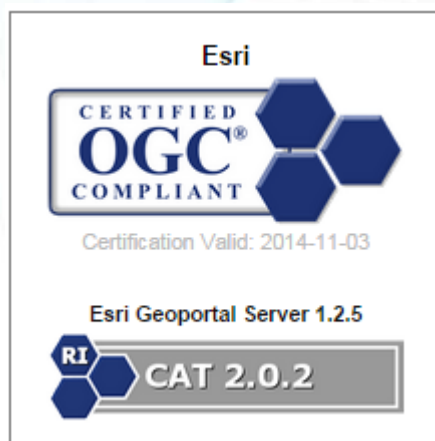 Esri
CERTIFIED
OGC®
COMPLIANT
Certification Valid: 2014-11-03
Esri Geoportal Server 1.2.5
RI
CAT 2.0.2